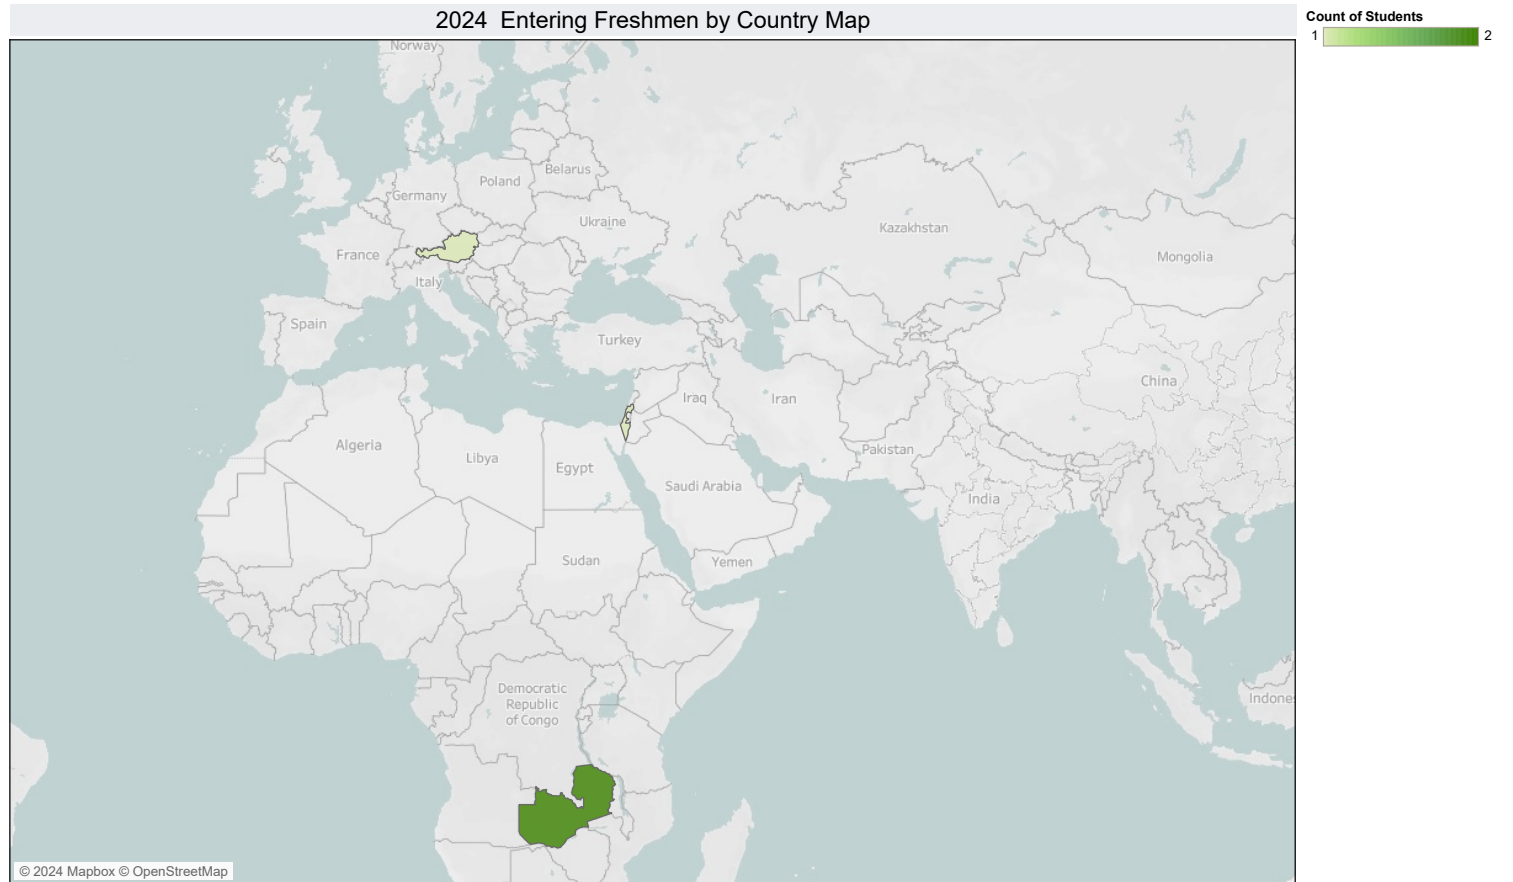 2024  Entering Freshmen by Country Map
Count of Students
1
2
Norway
Belarus
Poland
Germany
Ukraine
Kazakhstan
France
Mongolia
Italy
Spain
Turkey
China
Iraq
Iran
Algeria
Pakistan
Libya
Egypt
Saudi Arabia
India
Sudan
Yemen
Democratic
Republic
of Congo
Indones
© 2024 Mapbox © OpenStreetMap